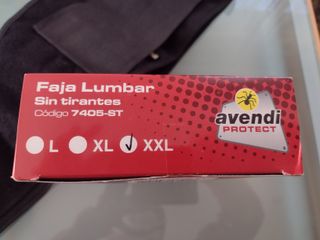 Faja Lumbar
Sin tirantes
Código 7405-ST
L XL XXL
avendi
PROTECT